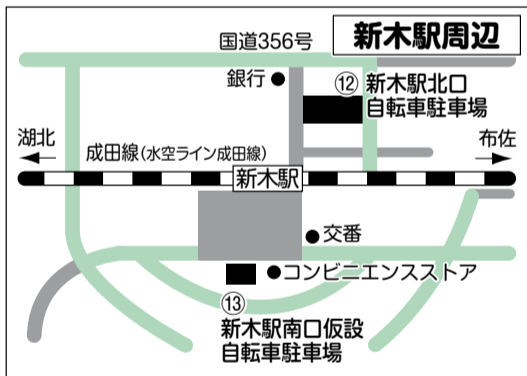 新木駅周辺
国道356号
銀行
⑫ 新木駅北口
自転車駐車場
湖北
成田線(水空ライン成田線)
布佐
新木駅
交番
コンビニエンスストア
⑬
新木駅南口仮設
自転車駐車場